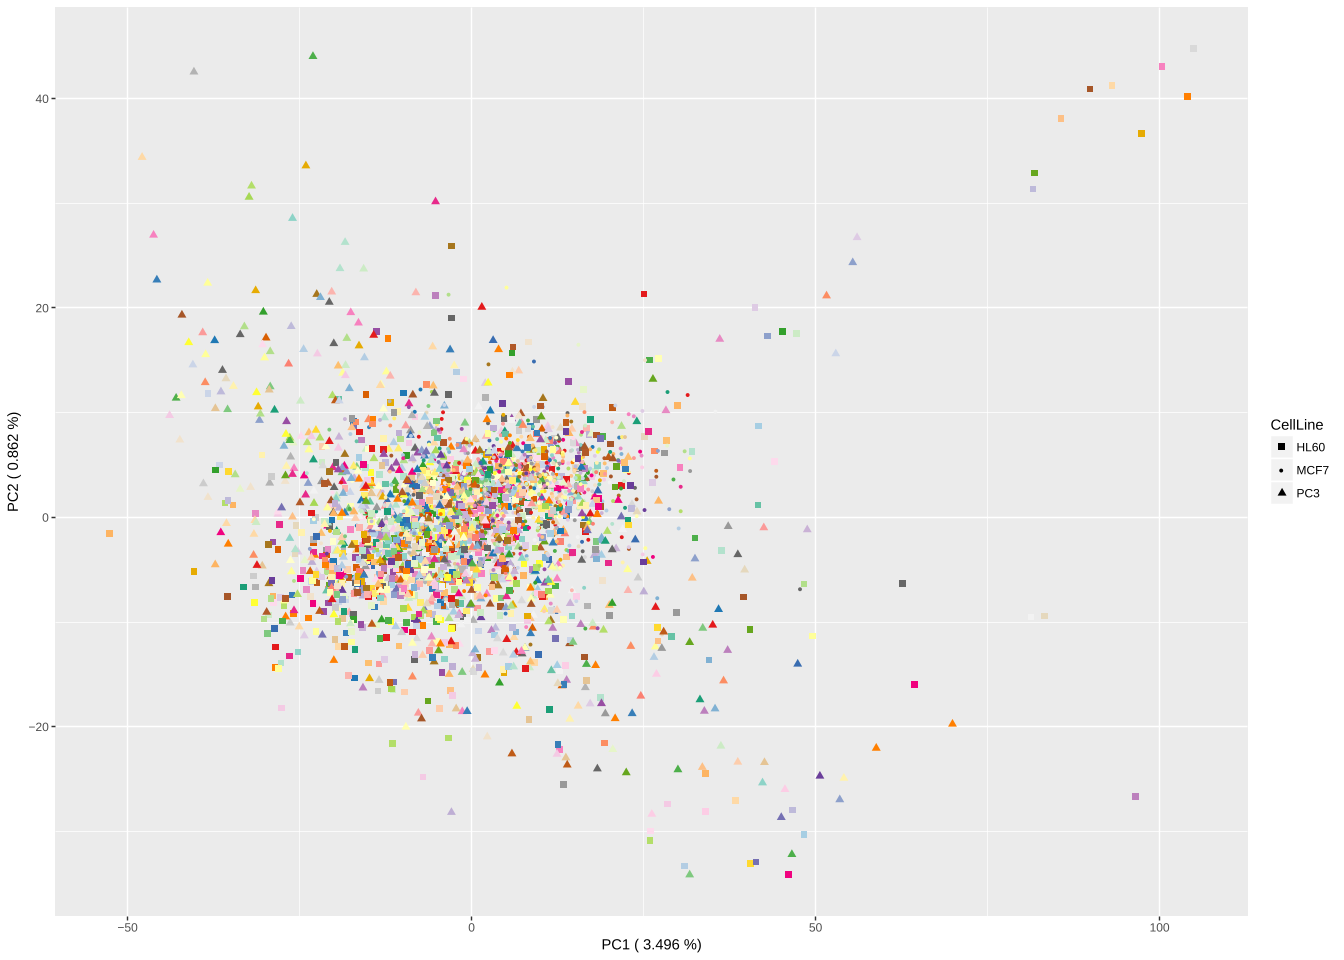 40
20
0
−20
−50
0
50
100
PC1 ( 3.496 %)
PC2 ( 0.862 %)
CellLine
HL60
MCF7
PC3